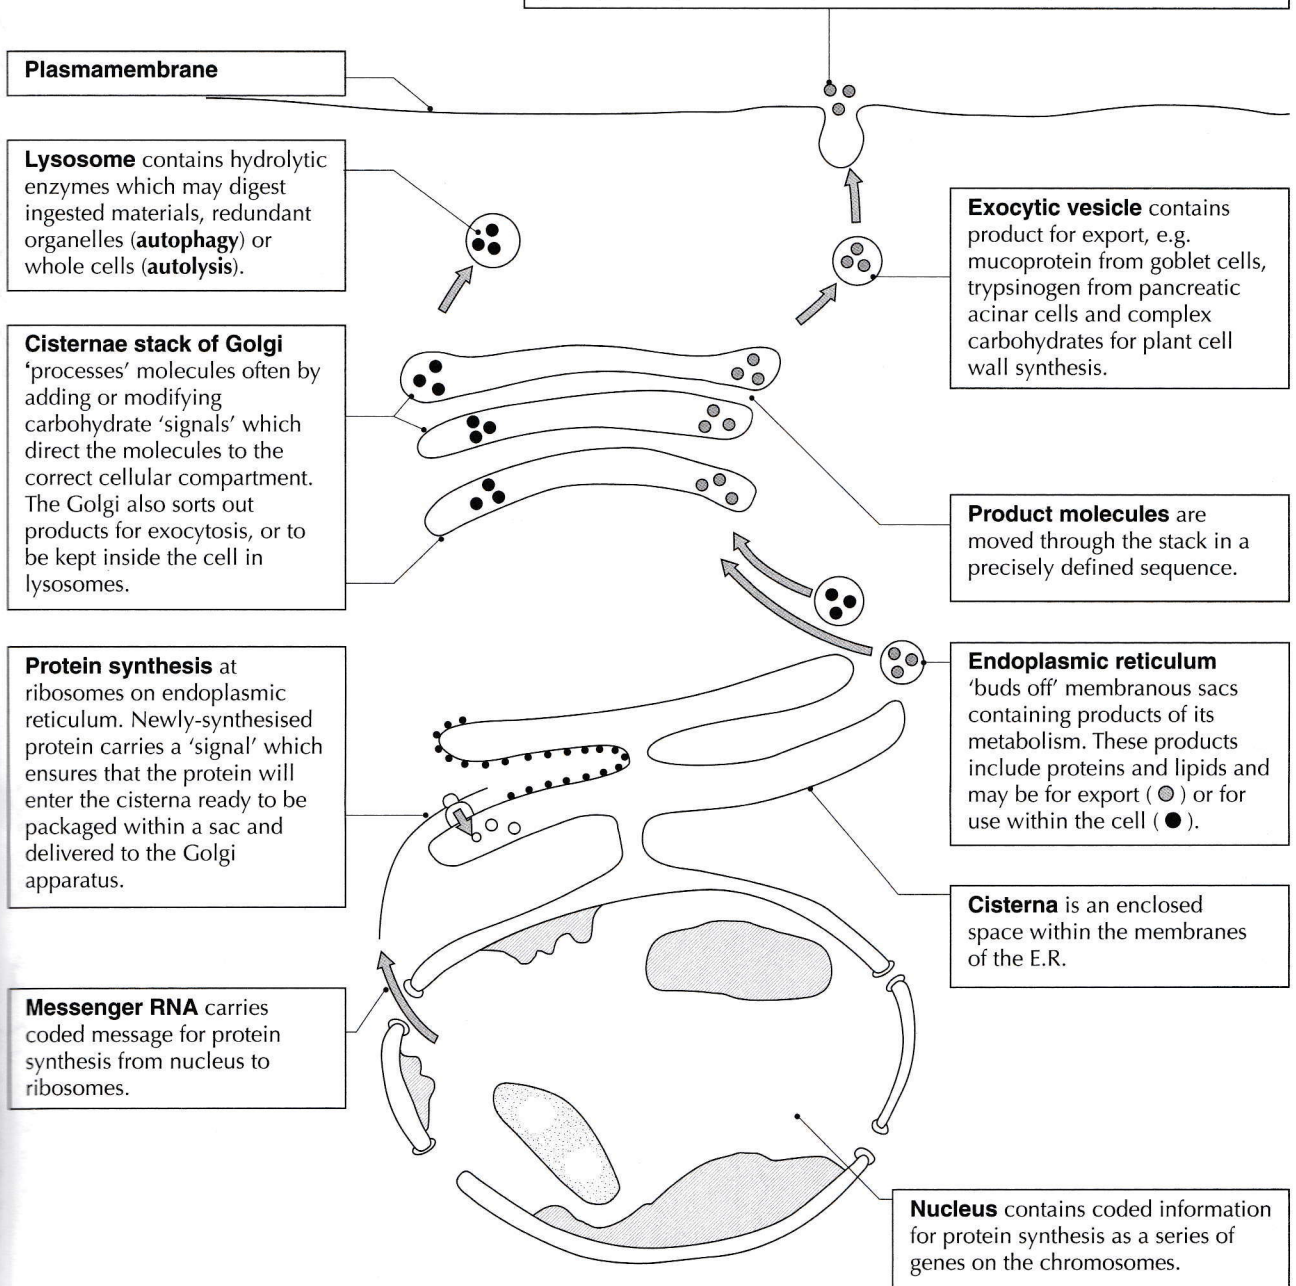 Plasmamembrane
Lysosome contains hydrolytic
enzymes which may digest
ingested materials, redundant
organelles (autophagy) or
whole cells (autolysis).
Exocytic vesicle contains
product for export, e.g.
mucoprotein from goblet cells,
trypsinogen from pancreatic
acinar cells and complex
carbohydrates for plant cell
wall synthesis.
Cisternae stack of Golgi
‘processes’ molecules often by
adding or modifying
carbohydrate ‘signals’ which
direct the molecules to the
correct cellular compartment.
The Golgi also sorts out
products for exocytosis, or to
be kept inside the cell in
lysosomes.
Product molecules are
moved through the stack in a
precisely defined sequence.
Protein synthesis at
ribosomes on endoplasmic
reticulum. Newly-synthesised
protein carries a ‘signal’ which
ensures that the protein will
enter the cisterna ready to be
packaged within a sac and
delivered to the Golgi
apparatus.
Endoplasmic reticulum
‘buds off’ membranous sacs
containing products of its
metabolism. These products
include proteins and lipids and
may be for export ( ) or for
use within the cell ( ).
Cisterna is an enclosed
space within the membranes
of the E.R.
Messenger RNA carries
coded message for protein
synthesis from nucleus to
ribosomes.
Nucleus contains coded information
for protein synthesis as a series of
genes on the chromosomes.